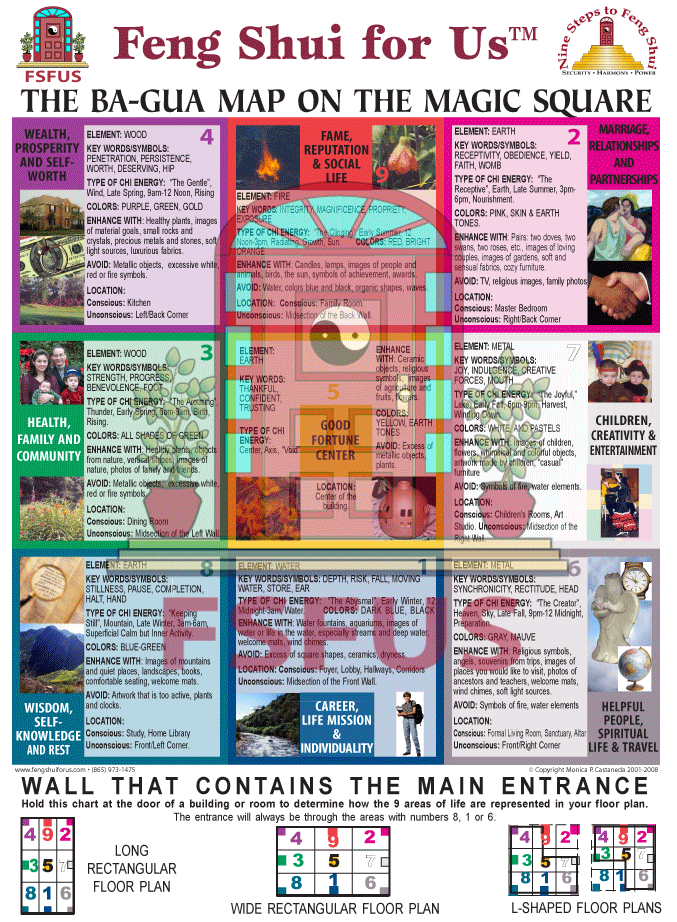 FSFUS
Feng Shui for Us™
Nine Steps to Feng Shui
SECURITY • HARMONY • POWER
THE BA-GUA MAP ON THE MAGIC SQUARE
WEALTH,
PROSPERITY
AND SELF-
WORTH
4
ELEMENT: WOOD
KEY WORDS/SYMBOLS:
PENETRATION, PERSISTENCE,
WORTH, DESERVING, HIP
TYPE OF CHI ENERGY: "The Gentle",
Wind, Late Spring, 9am-12 Noon, Rising
COLORS: PURPLE, GREEN, GOLD
ENHANCE WITH: Healthy plants, images
of material goals, small rocks and
crystals, precious metals and stones, soft
light sources, luxurious fabrics.
AVOID: Metallic objects, excessive white,
red or fire symbols.
LOCATION:
Conscious: Kitchen
Unconscious: Left/Back Corner
FAME,
REPUTATION
& SOCIAL
LIFE
9
ELEMENT: FIRE
KEY WORDS: INTEGRITY, MAGNIFICENCE, PROPRIETY,
EXPOSURE
TYPE OF CHI ENERGY: "The Clinging", Early Summer, 12
Noon-3pm, Radiating, Growth, Sun. COLORS: RED, BRIGHT
ORANGE
ENHANCE WITH: Candles, lamps, images of people and
animals, birds, the sun, symbols of achievement, awards.
AVOID: Water, colors blue and black, organic shapes, waves.
LOCATION: Conscious: Family Room.
Unconscious: Midsection of the Back Wall.
2
MARRIAGE,
RELATIONSHIPS
AND
PARTNERSHIPS
ELEMENT: EARTH
KEY WORDS/SYMBOLS:
RECEPTIVITY, OBEDIENCE, YIELD,
FAITH, WOMB
TYPE OF CHI ENERGY: "The
Receptive", Earth, Late Summer, 3pm-
6pm, Nourishment.
COLORS: PINK, SKIN & EARTH
TONES.
ENHANCE WITH: Pairs: two doves, two
swans, two roses, etc., images of loving
couples, images of gardens, soft and
sensual fabrics, cozy furniture.
AVOID: TV, religious images, family photos
LOCATION:
Conscious: Master Bedroom
Unconscious: Right/Back Corner
HEALTH,
FAMILY AND
COMMUNITY
3
ELEMENT: WOOD
KEY WORDS/SYMBOLS:
STRENGTH, PROGRESS,
BENEVOLENCE, FOOT
TYPE OF CHI ENERGY: "The Arousing",
Thunder, Early Spring, 3am-9am, Birth,
Rising.
COLORS: ALL SHAPES OF GREEN
ENHANCE WITH: Healthy plants, objects
from nature, vertical shapes, images of
nature, photos of family and friends.
AVOID: Metallic objects, excessive white,
red or fire symbols.
LOCATION:
Conscious: Dining Room
Unconscious: Midsection of the Left Wall
ELEMENT:
EARTH
KEY WORDS:
THANKFUL,
CONFIDENT,
TRUSTING
TYPE OF CHI
ENERGY:
Center, Axis, "Void"
5
GOOD
FORTUNE
CENTER
LOCATION:
Center of the
building.
ENHANCE
WITH: Ceramic
objects, religious
symbols, images
of agriculture and
fruits, flowers.
COLORS:
YELLOW, EARTH
TONES
AVOID: Excess of
metallic objects,
plants.
7
ELEMENT: METAL
KEY WORDS/SYMBOLS:
JOY, INDULGENCE, CREATIVE
FORCES, MOUTH
TYPE OF CHI ENERGY: "The Joyful,"
Lake, Early Fall, 6pm-9pm, Harvest,
Winding Down.
COLORS: WHITE AND PASTELS
ENHANCE WITH: Images of children,
flowers, whimsical and colorful objects,
artwork made by children, "casual"
furniture
AVOID: Symbols of fire, water elements.
LOCATION:
Conscious: Children's Rooms, Art
Studio. Unconscious: Midsection of the
Right Wall.
CHILDREN,
CREATIVITY &
ENTERTAINMENT
WISDOM,
SELF-
KNOWLEDGE
AND REST
8
ELEMENT: EARTH
KEY WORDS/SYMBOLS:
STILLNESS, PAUSE, COMPLETION,
HALT, HAND
TYPE OF CHI ENERGY: "Keeping
Still", Mountain, Late Winter, 3am-6am,
Superficial Calm but Inner Activity.
COLORS: BLUE-GREEN
ENHANCE WITH: Images of mountains
and quiet places, landscapes, books,
comfortable seating, welcome mats.
AVOID: Artwork that is too active, plants
and clocks.
LOCATION:
Conscious: Study, Home Library
Unconscious: Front/Left Corner.
1
ELEMENT: WATER
KEY WORDS/SYMBOLS: DEPTH, RISK, FALL, MOVING
WATER, STORE, EAR
TYPE OF CHI ENERGY: "The Abysmal", Early Winter, 12
Midnight-3am, Water. COLORS: DARK BLUE, BLACK
ENHANCE WITH: Water fountains, aquariums, images of
water or life in the water, especially streams and deep water,
welcome mats, wind chimes.
AVOID: Excess of square shapes, ceramics, dryness.
LOCATION: Conscious: Foyer, Lobby, Hallways, Corridors
Unconscious: Midsection of the Front Wall.
CAREER,
LIFE MISSION
&
INDIVIDUALITY
6
ELEMENT: METAL
KEY WORDS/SYMBOLS:
SYNCHRONICITY, RECTITUDE, HEAD
TYPE OF CHI ENERGY: "The Creator",
Heaven, Sky, Late Fall, 9pm-12 Midnight,
Preparation.
COLORS: GRAY, MAUVE
ENHANCE WITH: Religious symbols,
angels, souvenirs from trips, images of
places you would like to visit, photos of
ancestors and teachers, welcome mats,
wind chimes, soft light sources.
AVOID: Symbols of fire, water elements
LOCATION:
Conscious: Formal Living Room, Sanctuary, Altar
Unconscious: Front/Right Corner
HELPFUL
PEOPLE,
SPIRITUAL
LIFE & TRAVEL
FSFUS
www.fengshuiforus.com • (865) 973-1475
© Copyright Monica P. Castaneda 2001-2008
WALL THAT CONTAINS THE MAIN ENTRANCE
Hold this chart at the door of a building or room to determine how the 9 areas of life are represented in your floor plan.
The entrance will always be through the areas with numbers 8, 1 or 6.
4 9 2
3 5 7
8 1 6
LONG
RECTANGULAR
FLOOR PLAN
4 9 2
3 5 7
8 1 6
WIDE RECTANGULAR FLOOR PLAN
4 9 2
3 5 7
8 1 6
4 9 2
3 5 7
8 1 6
L-SHAPED FLOOR PLANS